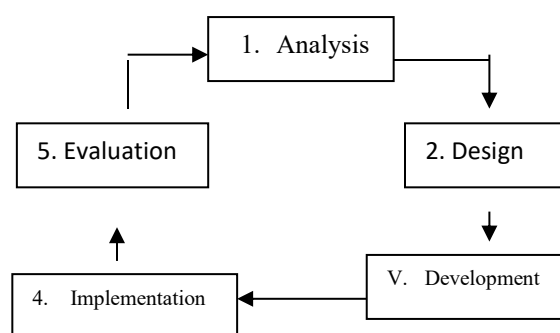 1. Analysis
5. Evaluation
2. Design
V. Development
4. Implementation